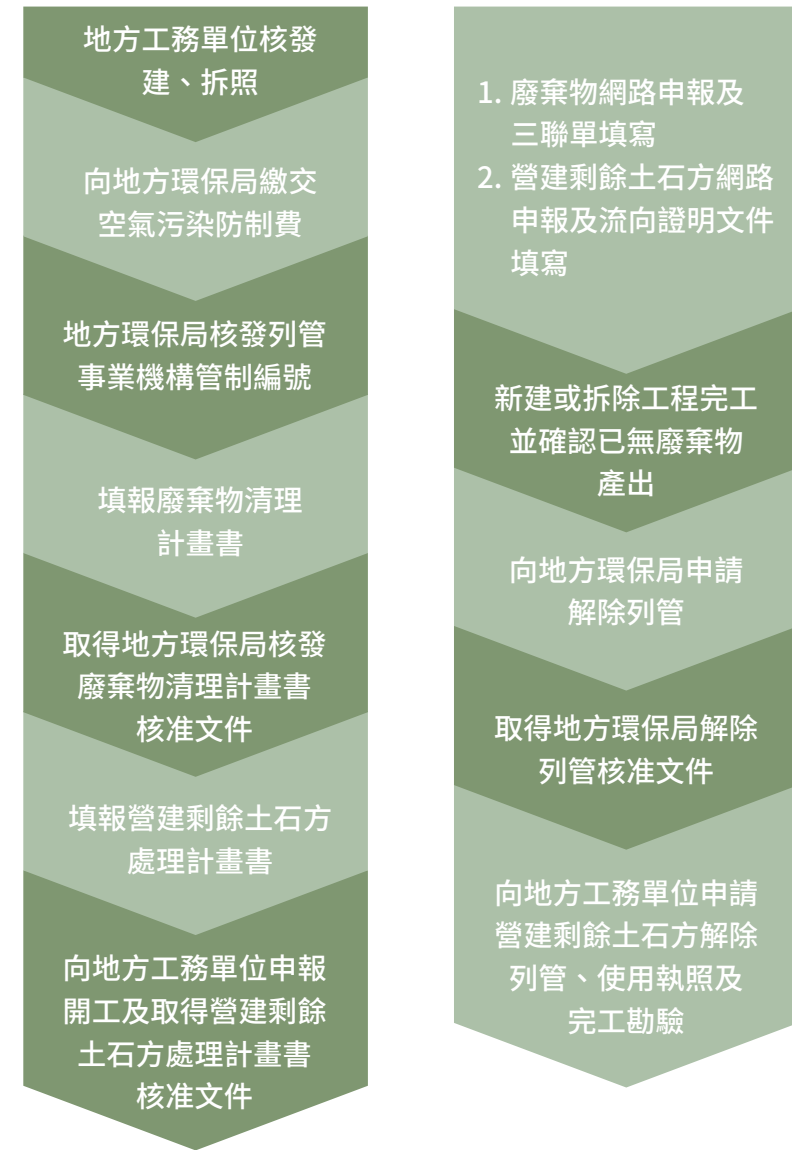 地方工務單位核發
建、拆照
向地方環保局繳交
空氣污染防制費
地方環保局核發列管
事業機構管制編號
填報廢棄物清理
計畫書
取得地方環保局核發
廢棄物清理計畫書
核准文件
填報營建剩餘土石方
處理計畫書
向地方工務單位申報
開工及取得營建剩餘
土石方處理計畫書
核准文件
1. 廢棄物網路申報及
三聯單填寫
2. 營建剩餘土石方網路
申報及流向證明文件
填寫
新建或拆除工程完工
並確認已無廢棄物
產出
向地方環保局申請
解除列管
取得地方環保局解除
列管核准文件
向地方工務單位申請
營建剩餘土石方解除
列管、使用執照及
完工勘驗